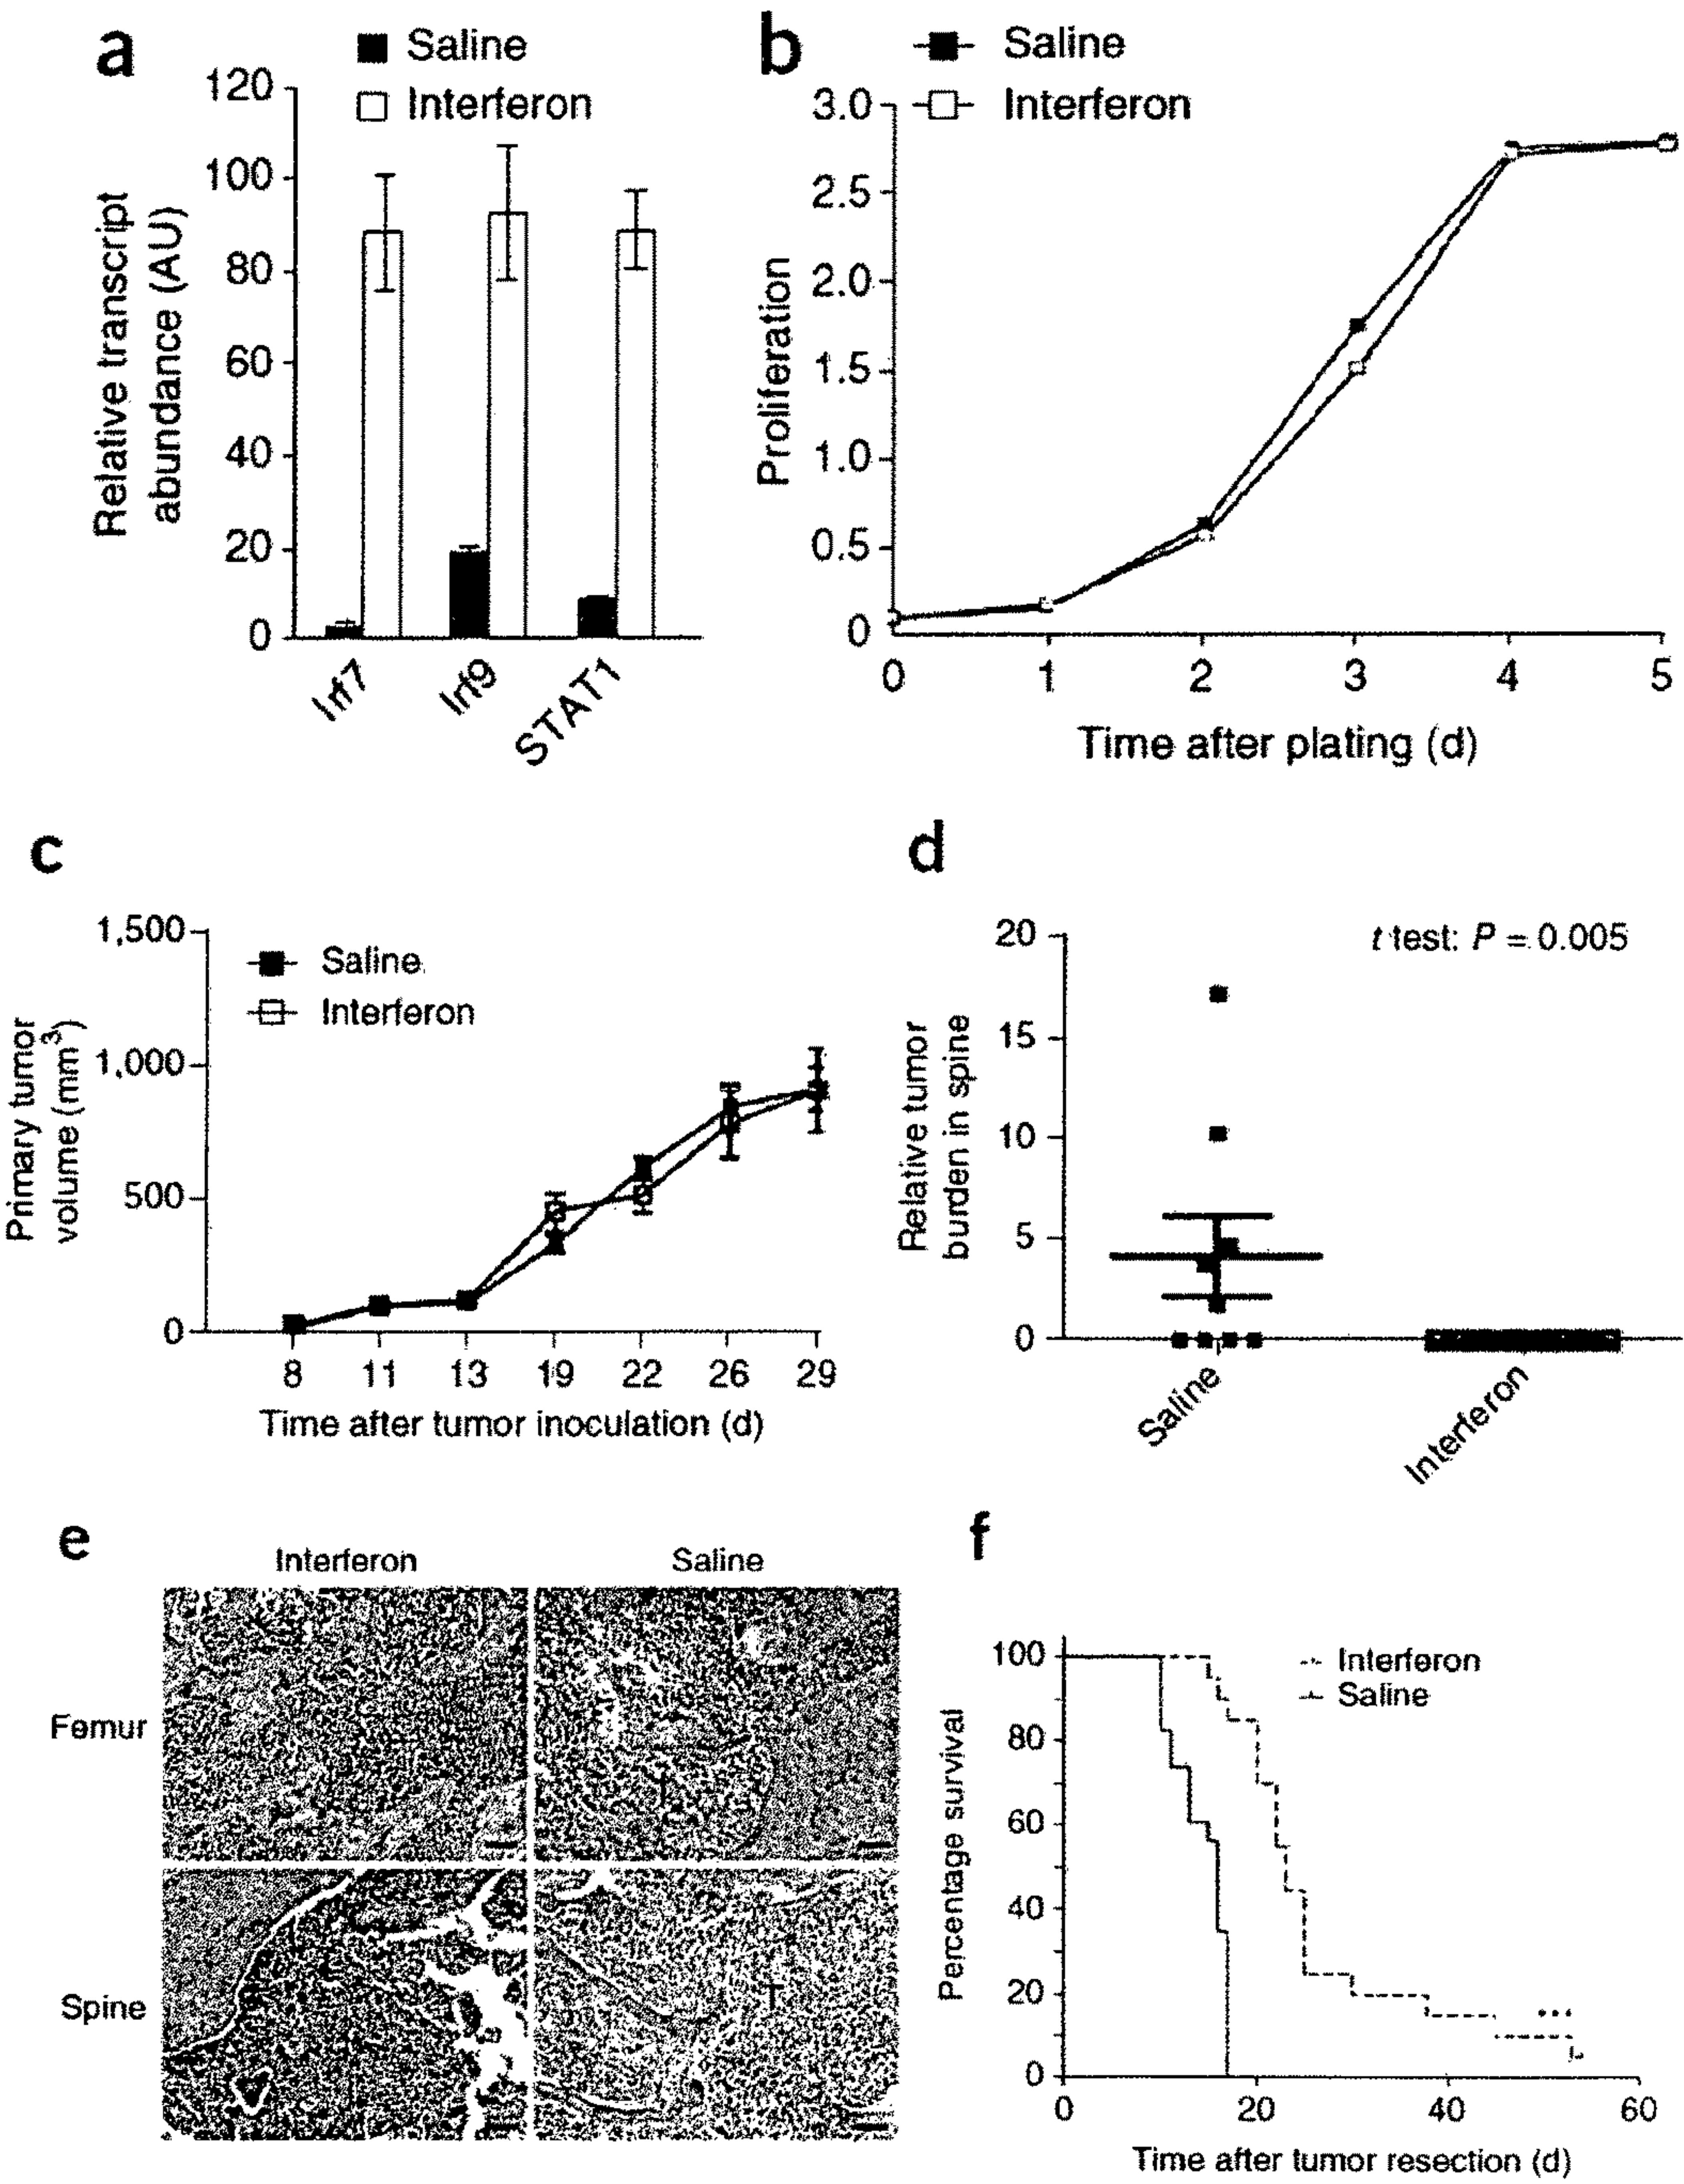 a
Saline
Interferon
120
100
80
60
40
20
0
Relative transcript
abundance (AU)
Irf7
Irf9
STAT1
b
Saline
Interferon
3.0
2.5
2.0
1.5
1.0
0.5
0
Proliferation
0 1 2 3 4 5
Time after plating (d)
c
1,500
1,000
500
0
Saline
Interferon
Primary tumor
volume (mm³)
8 11 13 19 22 26 29
Time after tumor inoculation (d)
d
20
15
10
5
0
t test: P = 0.005
Relative tumor
burden in spine
Saline
Interferon
e
Interferon Saline
Femur
Spine
T
T
f
100
80
60
40
20
0
Interferon
Saline
Percentage survival
***
0 20 40 60
Time after tumor resection (d)